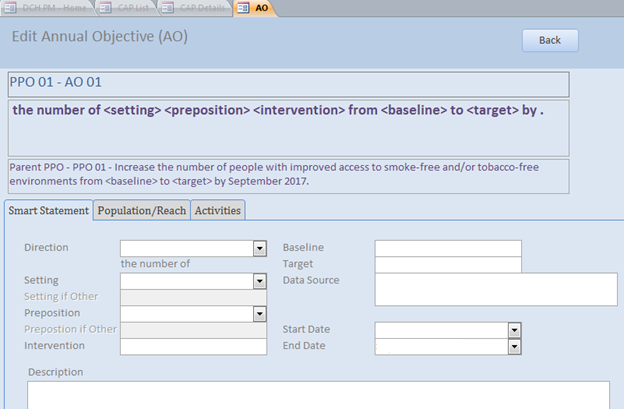 DCH PM - Home CAP List CAP Details AO
Edit Annual Objective (AO)
Back
PPO 01 - AO 01
the number of <setting> <preposition> <intervention> from <baseline> to <target> by .
Parent PPO - PPO 01 - Increase the number of people with improved access to smoke-free and/or tobacco-free
environments from <baseline> to <target> by September 2017.
Smart Statement Population/Reach Activities
Direction Baseline
the number of Target
Setting Data Source
Setting if Other
Preposition
Prepostion if Other Start Date
Intervention End Date
Description